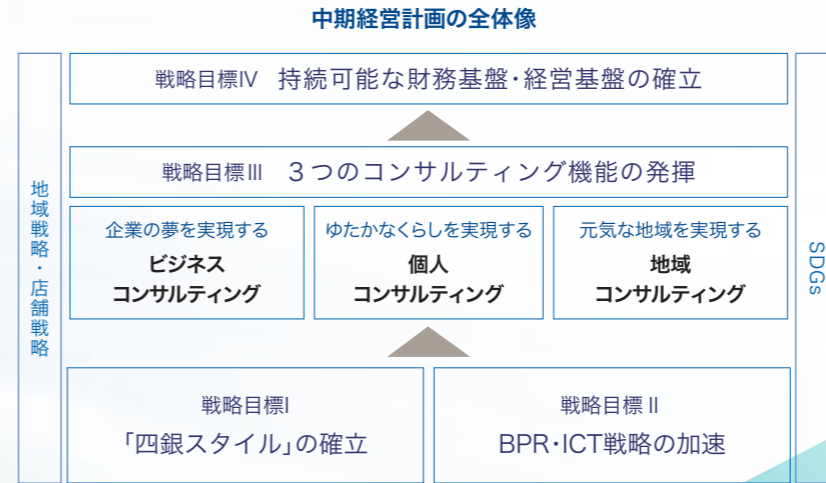 中期経営計画の全体像
戦略目標Ⅳ 持続可能な財務基盤・経営基盤の確立
戦略目標Ⅲ 3つのコンサルティング機能の発揮
企業の夢を実現する
ビジネス
コンサルティング
ゆたかなくらしを実現する
個人
コンサルティング
元気な地域を実現する
地域
コンサルティング
戦略目標Ⅰ
「四銀スタイル」の確立
戦略目標Ⅱ
BPR・ICT戦略の加速
地域戦略・店舗戦略
SDGs